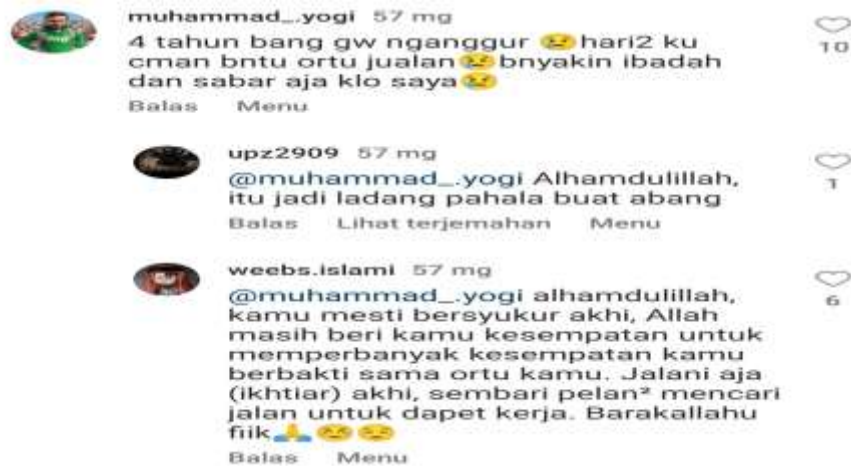 muhammad_.yogi 57 mg
4 tahun bang gw nganggur 😢hari2 ku
cman bntu ortu jualan😢bnyakin ibadah
dan sabar aja klo saya😢
10
Balas Menu
upz2909 57 mg
@muhammad_.yogi Alhamdulillah,
itu jadi ladang pahala buat abang
1
Balas Lihat terjemahan Menu
weebs.islami 57 mg
@muhammad_.yogi alhamdulillah,
kamu mesti bersyukur akhi, Allah
masih beri kamu kesempatan untuk
memperbanyak kesempatan kamu
berbakti sama ortu kamu. Jalani aja
(ikhtiar) akhi, sembari pelan² mencari
jalan untuk dapet kerja. Barakallahu
fiik🙏😣😣
6
Balas Menu